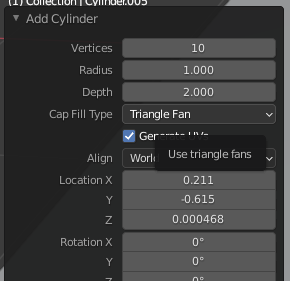 (1) Collection | Cylinder.005
Add Cylinder
Vertices 10
Radius 1.000
Depth 2.000
Cap Fill Type Triangle Fan
Generate UVs
Align World
Use triangle fans
Location X 0.211
Y -0.615
Z 0.000468
Rotation X 0°
Y 0°
Z 0°